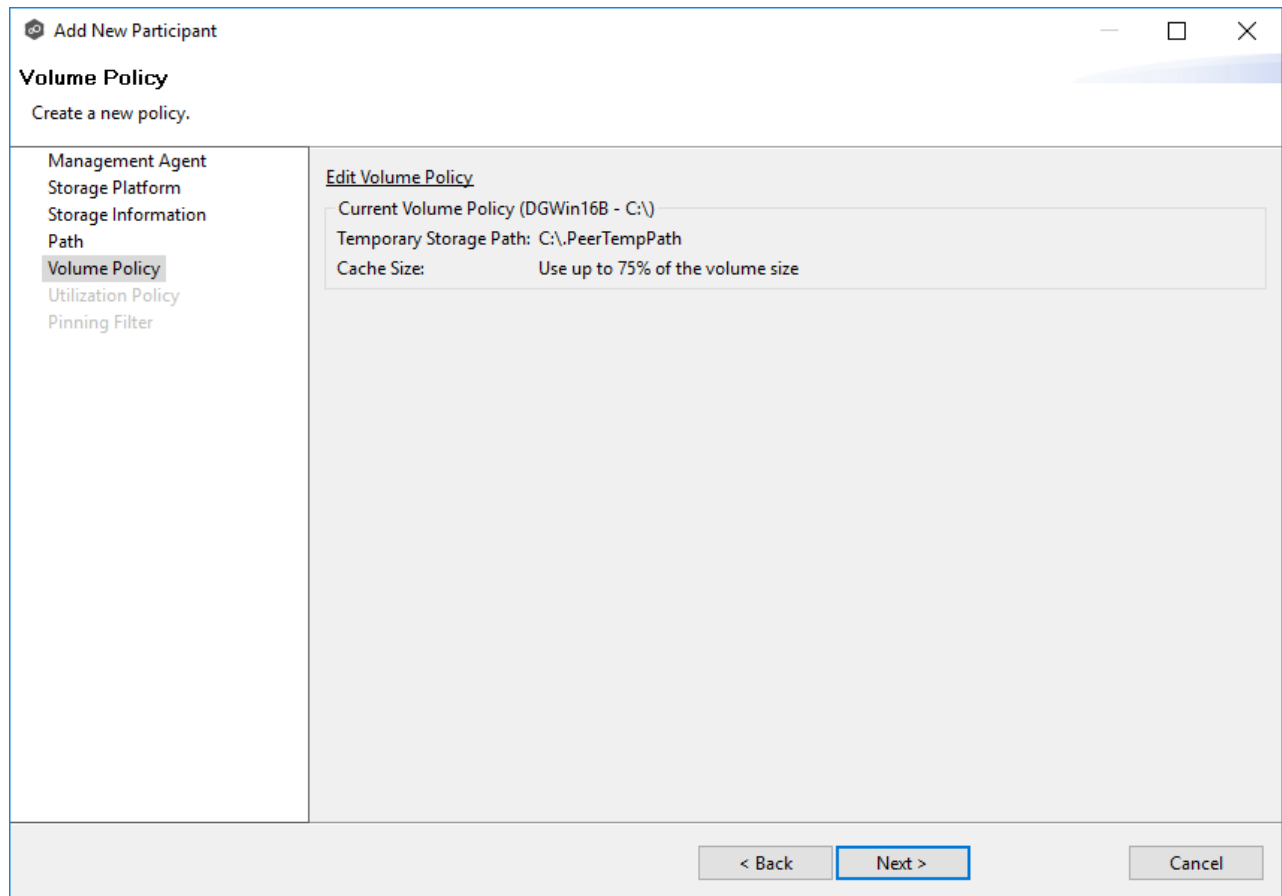 Add New Participant
Volume Policy
Create a new policy.
Management Agent
Storage Platform
Storage Information
Path
Volume Policy
Utilization Policy
Pinning Filter
Edit Volume Policy
Current Volume Policy (DGWin16B - C:\)
Temporary Storage Path: C:\.PeerTempPath
Cache Size: Use up to 75% of the volume size
< Back Next > Cancel